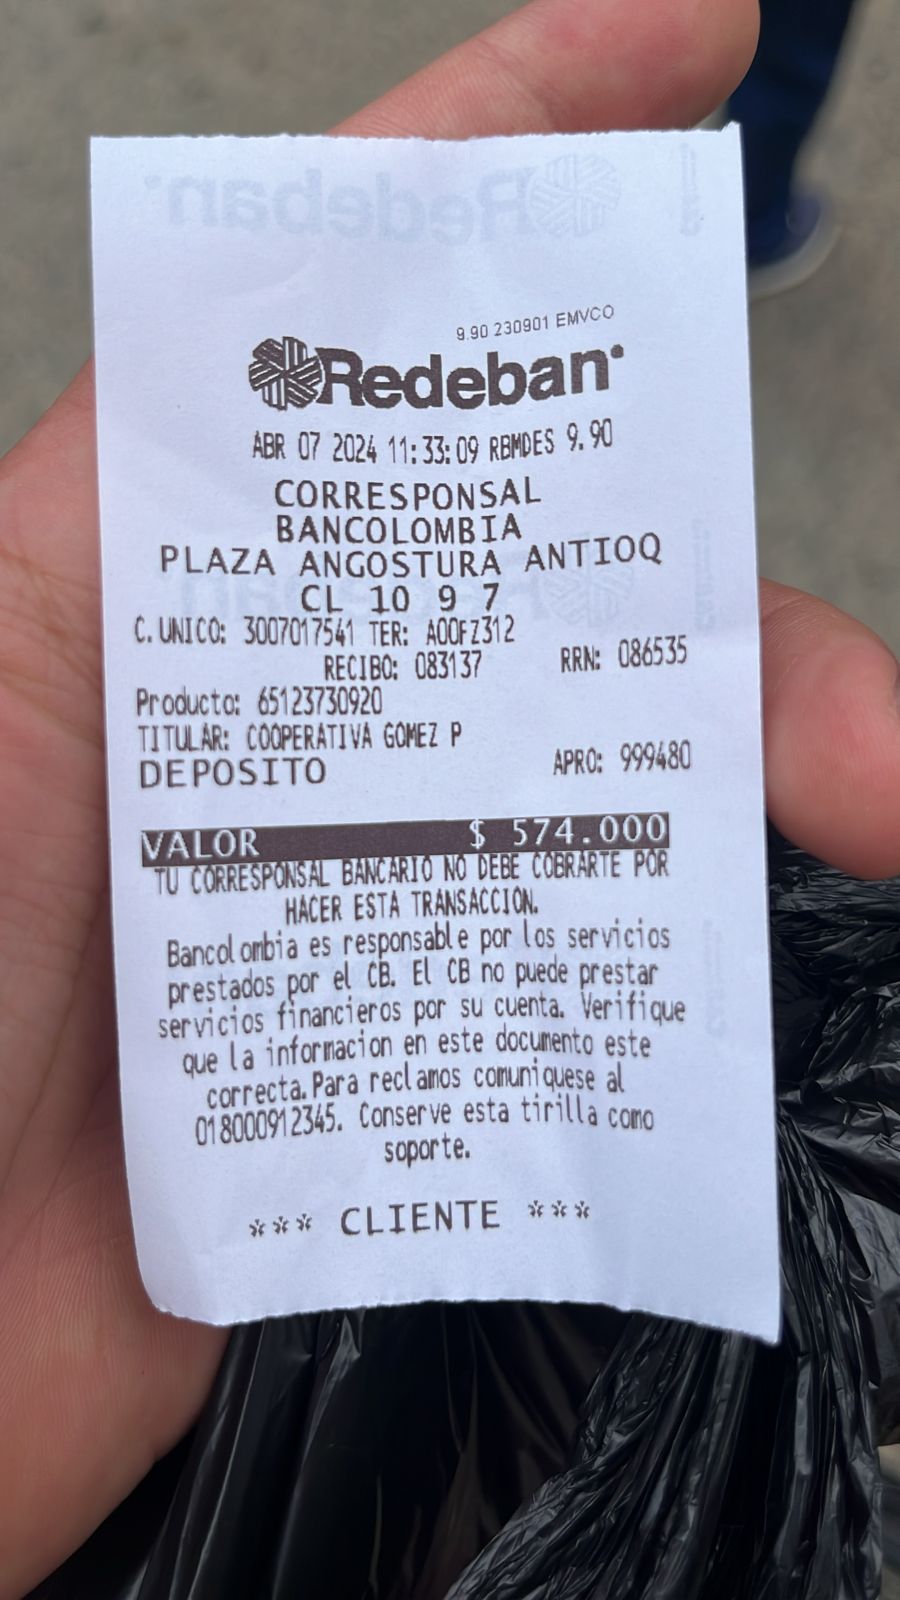 9.90 230901 EMVCO
Redeban
ABR 07 2024 11:33:09 RBMDES 9.90
CORRESPONSAL
BANCOLOMBIA
PLAZA ANGOSTURA ANTIOQ
CL 10 9 7
C.UNICO: 3007017541 TER: A00FZ312
RECIBO: 083137 RRN: 086535
Producto: 65123730920
TITULAR: COOPERATIVA GOMEZ P
DEPOSITO APRO: 999480
VALOR $ 574.000
TU CORRESPONSAL BANCARIO NO DEBE COBRARTE POR
HACER ESTA TRANSACCION.
Bancolombia es responsable por los servicios
prestados por el CB. El CB no puede prestar
servicios financieros por su cuenta. Verifique
que la informacion en este documento este
correcta.Para reclamos comuniquese al
018000912345. Conserve esta tirilla como
soporte.
*** CLIENTE ***